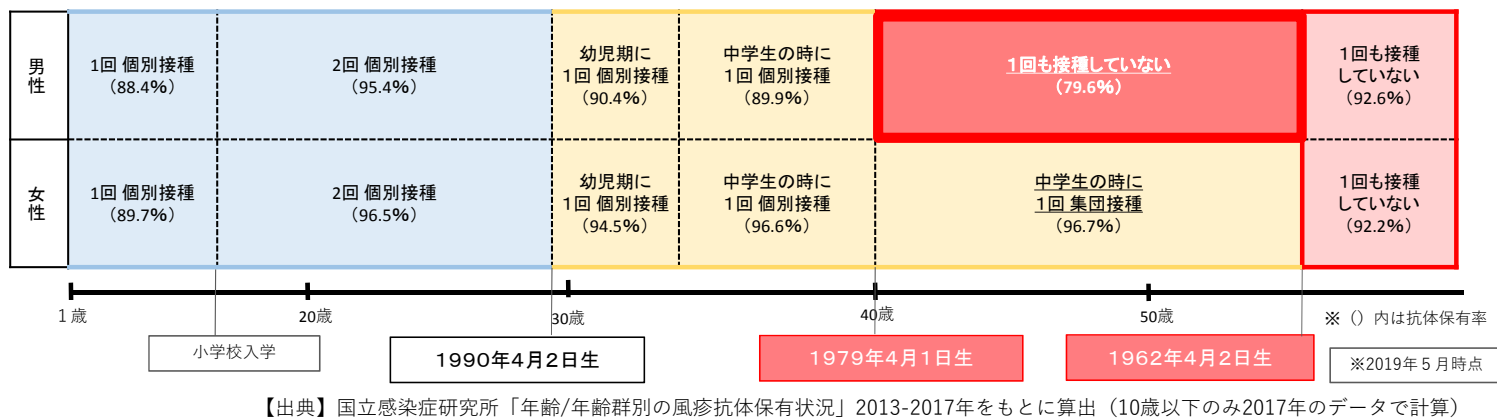 男性
1回 個別接種
（88.4%）
2回 個別接種
（95.4%）
幼児期に
1回 個別接種
（90.4%）
中学生の時に
1回 個別接種
（89.9%）
1回も接種していない
（79.6%）
1回も接種
していない
（92.6%）
女性
1回 個別接種
（89.7%）
2回 個別接種
（96.5%）
幼児期に
1回 個別接種
（94.5%）
中学生の時に
1回 個別接種
（96.6%）
中学生の時に
1回 集団接種
（96.7%）
1回も接種
していない
（92.2%）
1歳
20歳
30歳
40歳
50歳
※（）内は抗体保有率
小学校入学
1990年4月2日生
1979年4月1日生
1962年4月2日生
※2019年5月時点
【出典】国立感染症研究所「年齢/年齢群別の風疹抗体保有状況」2013-2017年をもとに算出（10歳以下のみ2017年のデータで計算）